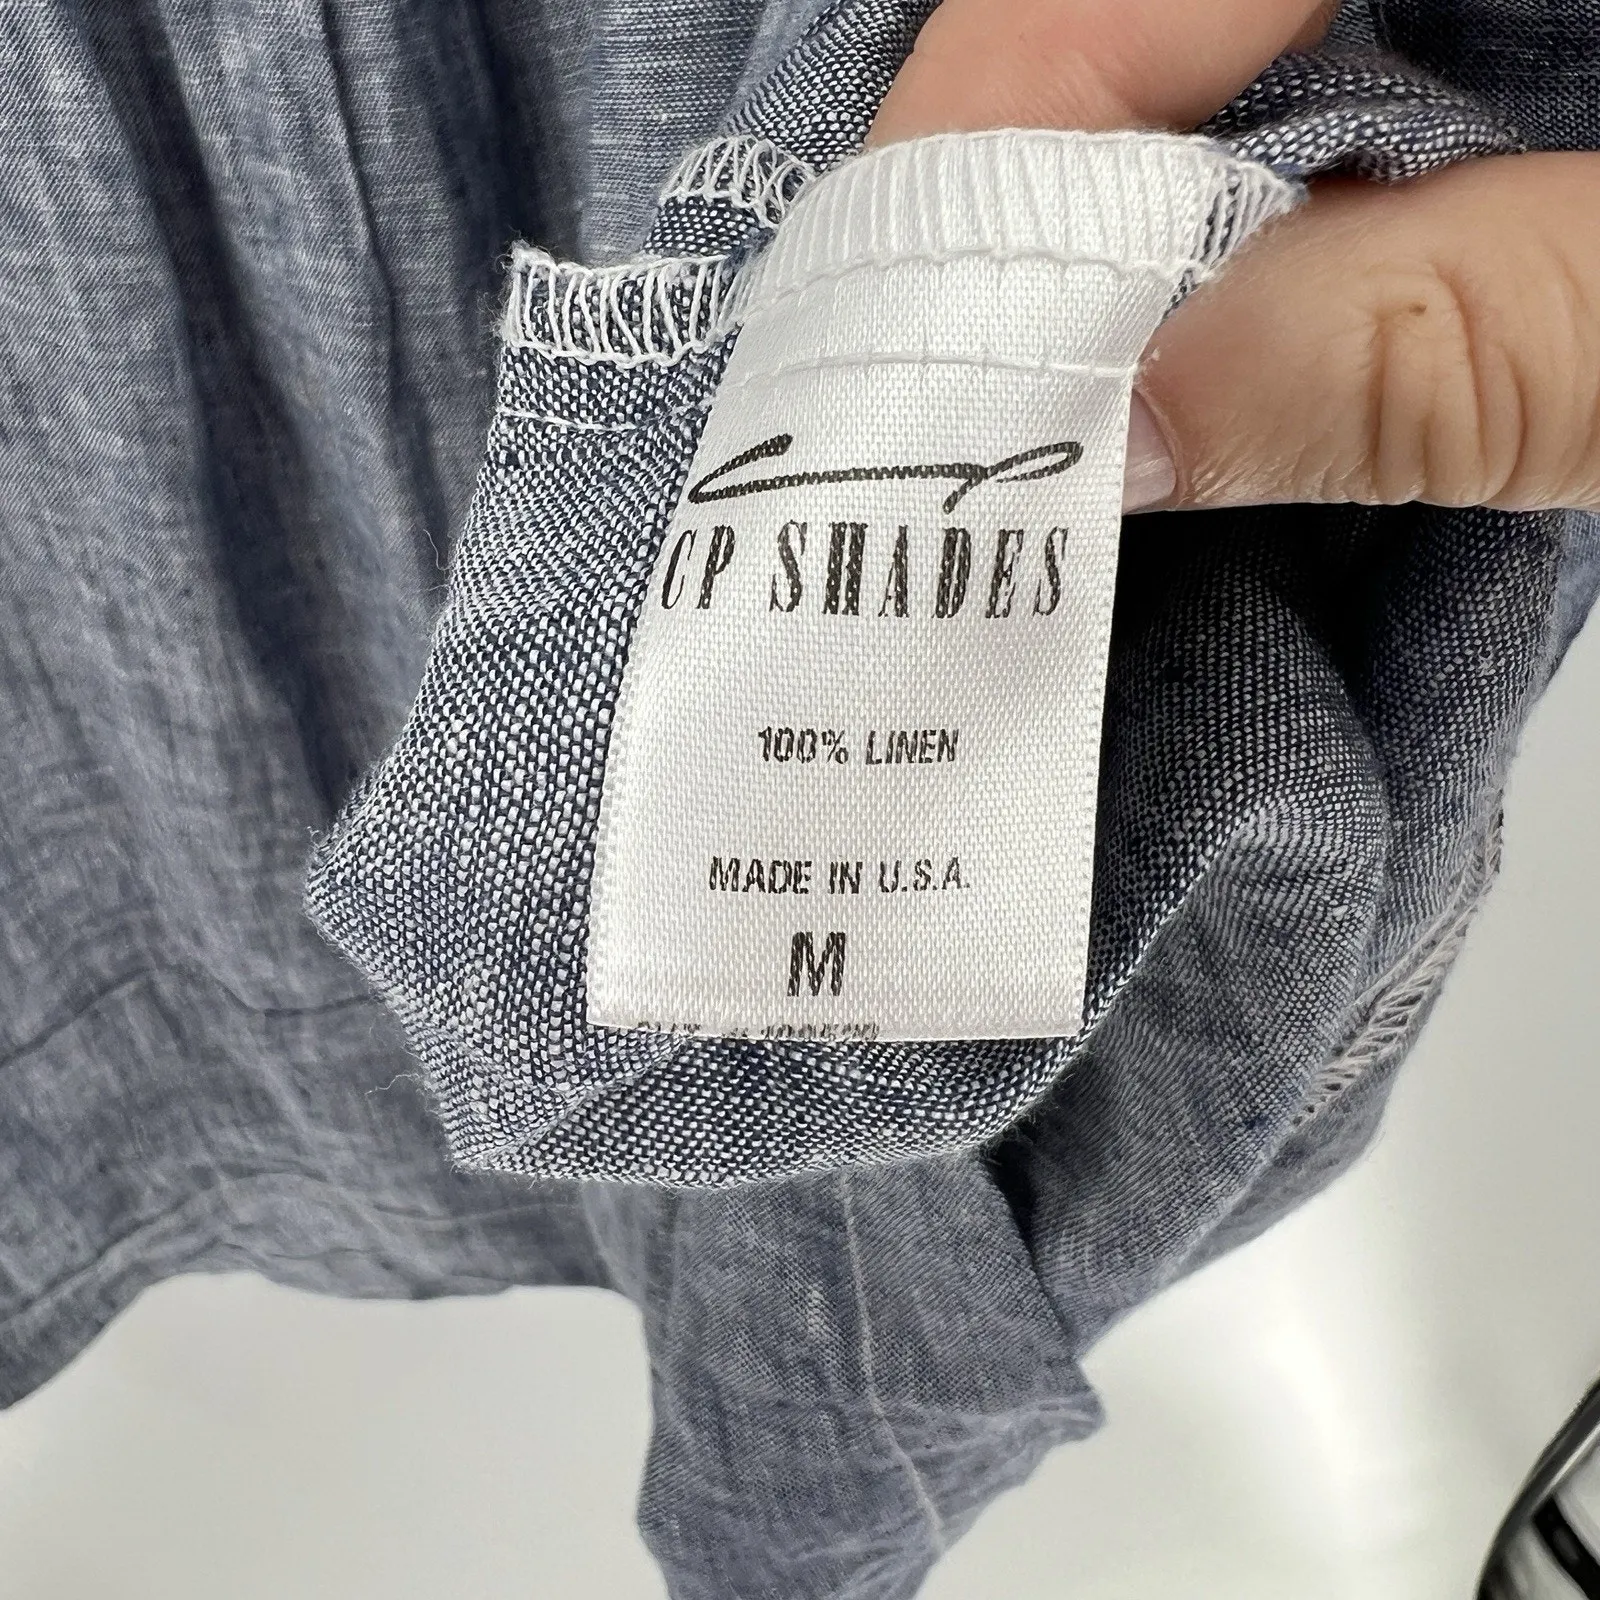 CP SHADES
100% LINEN
MADE IN U.S.A.
M